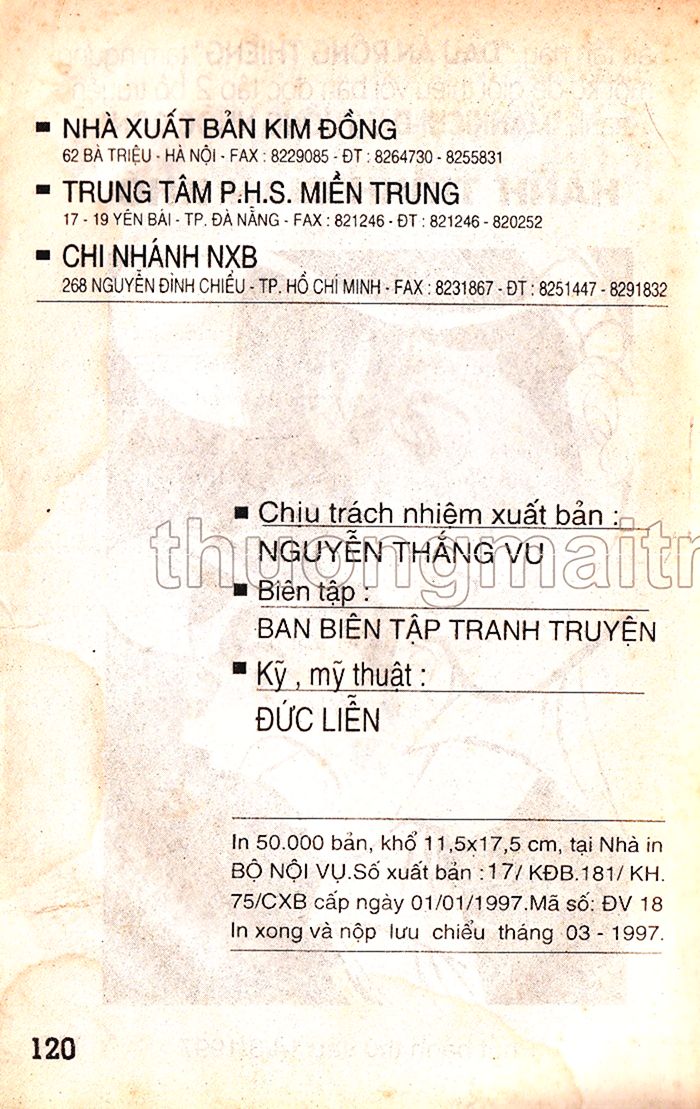 NHÀ XUẤT BẢN KIM ĐỒNG
62 BÀ TRIỆU - HÀ NỘI - FAX : 8229085 - ĐT : 8264730 - 8255831
TRUNG TÂM P.H.S. MIỀN TRUNG
17 - 19 YÊN BÁI - TP. ĐÀ NẴNG - FAX : 821246 - ĐT : 821246 - 820252
CHI NHÁNH NXB
268 NGUYỄN ĐÌNH CHIỂU - TP. HỒ CHÍ MINH - FAX : 8231867 - ĐT : 8251447 - 8291832
Chịu trách nhiệm xuất bản :
thuongmaitr
NGUYỄN THẮNG VU
Biên tập :
BAN BIÊN TẬP TRANH TRUYỆN
Kỹ , mỹ thuật :
ĐỨC LIỄN
In 50.000 bản, khổ 11,5x17,5 cm, tại Nhà in
BỘ NỘI VỤ.Số xuất bản : 17/ KĐB.181/ KH.
75/CXB cấp ngày 01/01/1997.Mã số: ĐV 18
In xong và nộp lưu chiểu tháng 03 - 1997.
120